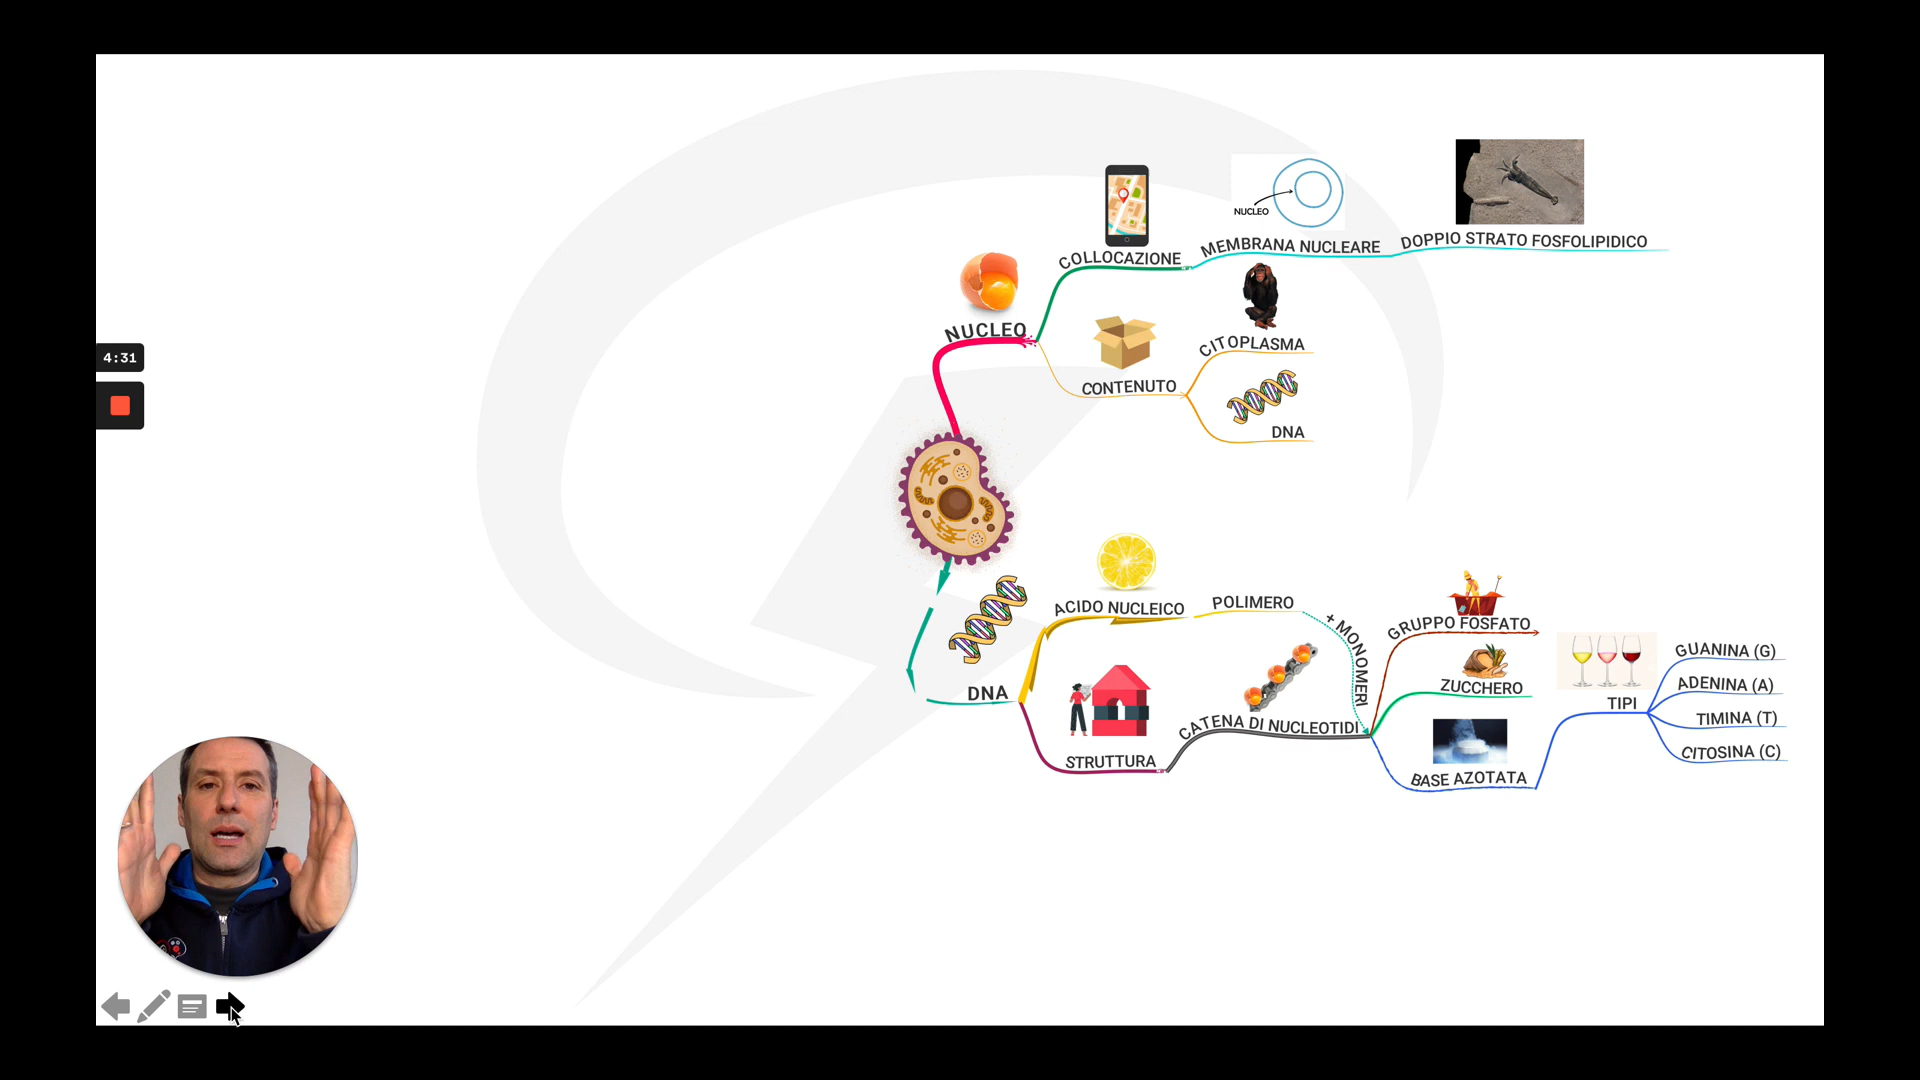 NUCLEO
DOPPIO STRATO FOSFOLIPIDICO
MEMBRANA NUCLEARE
COLLOCAZIONE
NUCLEO
CITOPLASMA
4:31
CONTENUTO
DNA
POLIMERO
ACIDO NUCLEICO
+ MONOMERI
GRUPPO FOSFATO
GUANINA (G)
ZUCCHERO
ADENINA (A)
DNA
TIPI
TIMINA (T)
CATENA DI NUCLEOTIDI
CITOSINA (C)
STRUTTURA
BASE AZOTATA